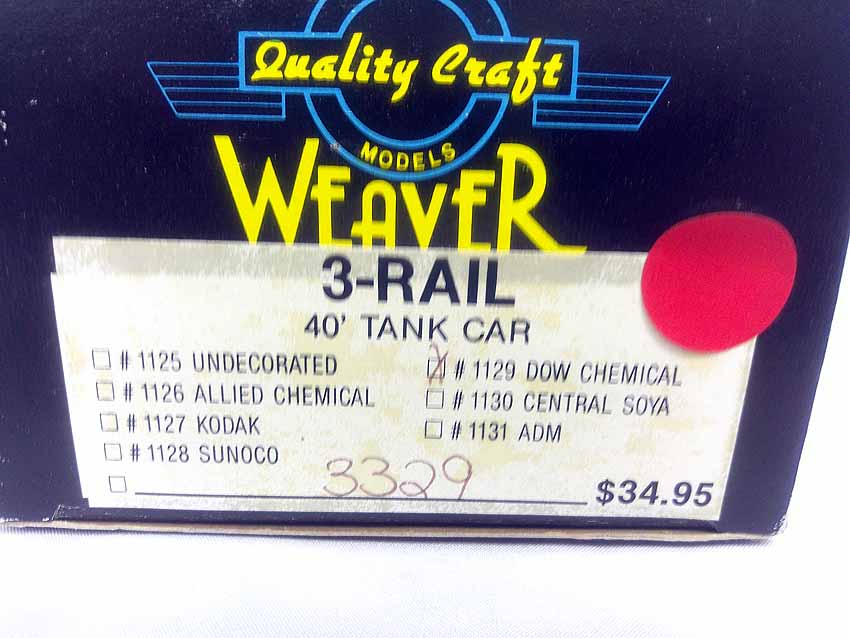 Quality Craft
MODELS
WEAVER
3-RAIL
40' TANK CAR
# 1125 UNDECORATED
# 1126 ALLIED CHEMICAL
# 1127 KODAK
# 1128 SUNOCO
# 1129 DOW CHEMICAL
# 1130 CENTRAL SOYA
# 1131 ADM
3329
$34.95